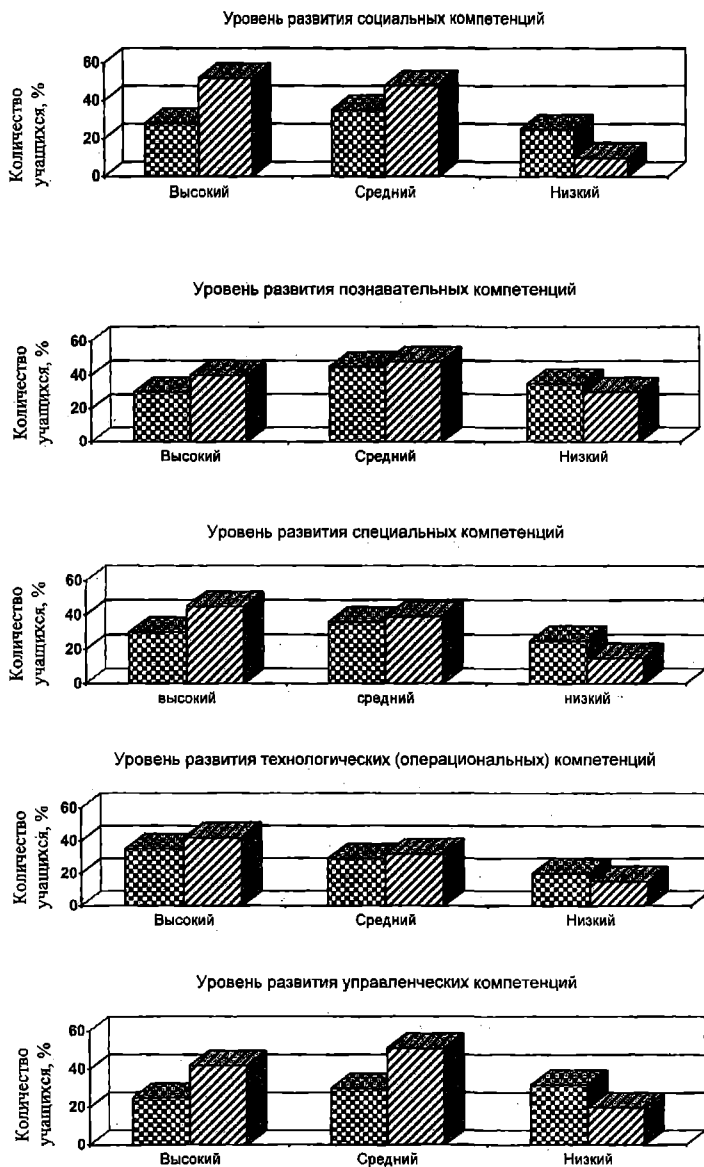 Уровень развития социальных компетенций
Количество
учащихся, %
60
40
20
0
Высокий Средний Низкий
Уровень развития познавательных компетенций
Количество
учащихся, %
60
40
20
0
Высокий Средний Низкий
Уровень развития специальных компетенций
Количество
учащихся, %
60
40
20
0
высокий средний низкий
Уровень развития технологических (операциональных) компетенций
Количество
учащихся, %
60
40
20
0
Высокий Средний Низкий
Уровень развития управленческих компетенций
Количество
учащихся, %
60
40
20
0
Высокий Средний Низкий